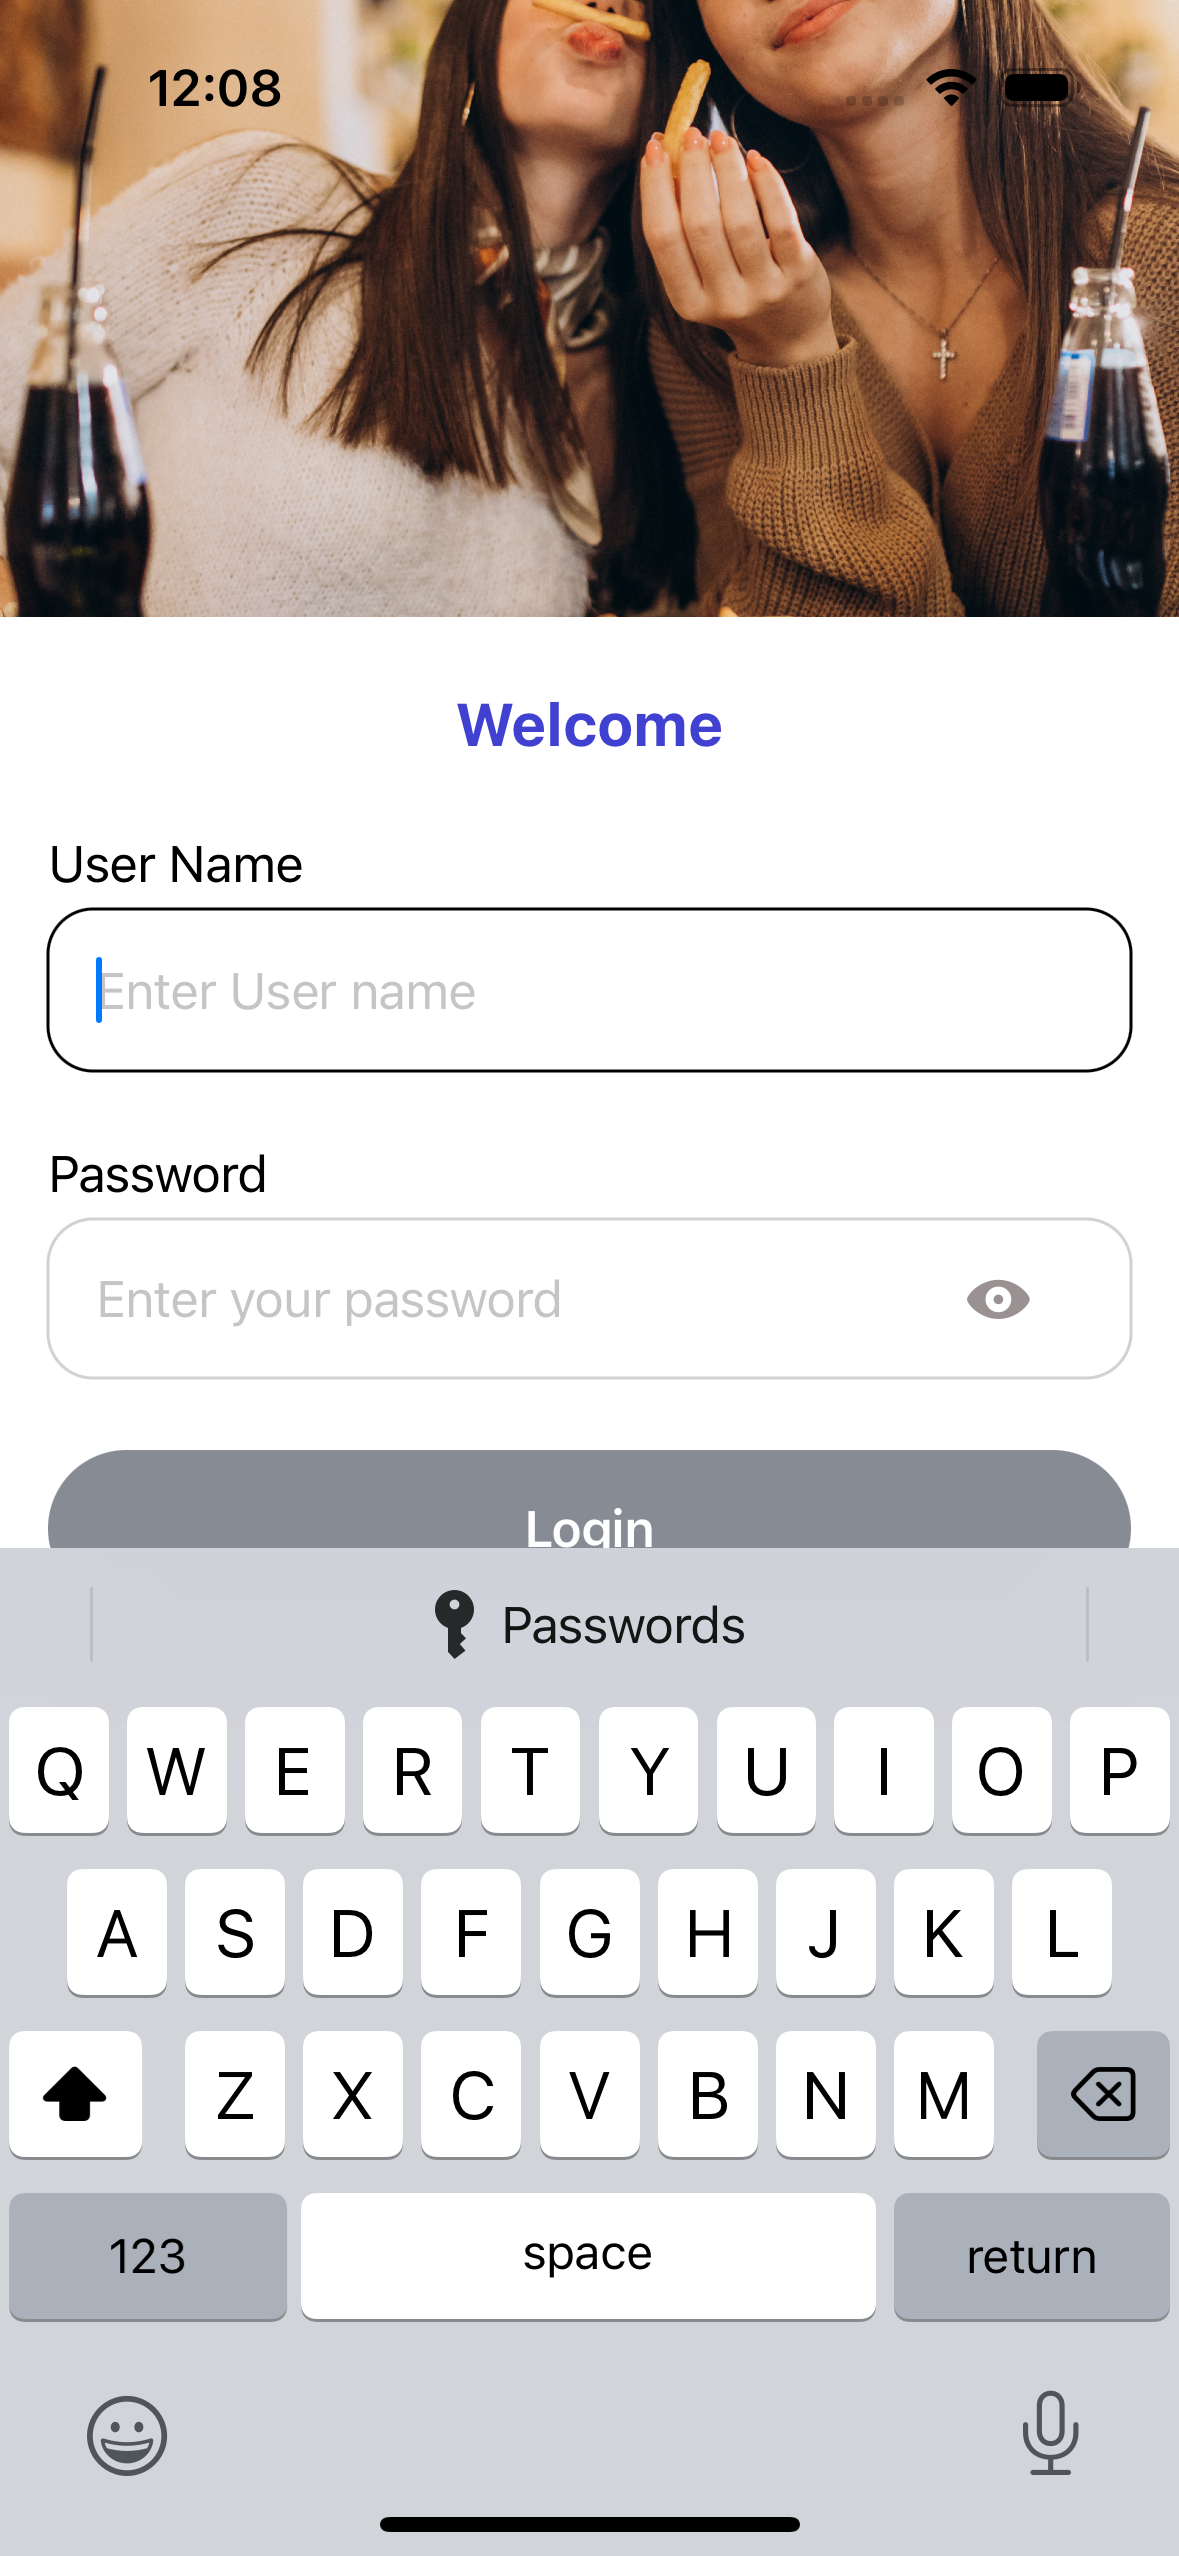 12:08
Welcome
User Name
Enter User name
Password
Enter your password
Login
Passwords
Q W E R T Y U I O P
A S D F G H J K L
Z X C V B N M
123 space return